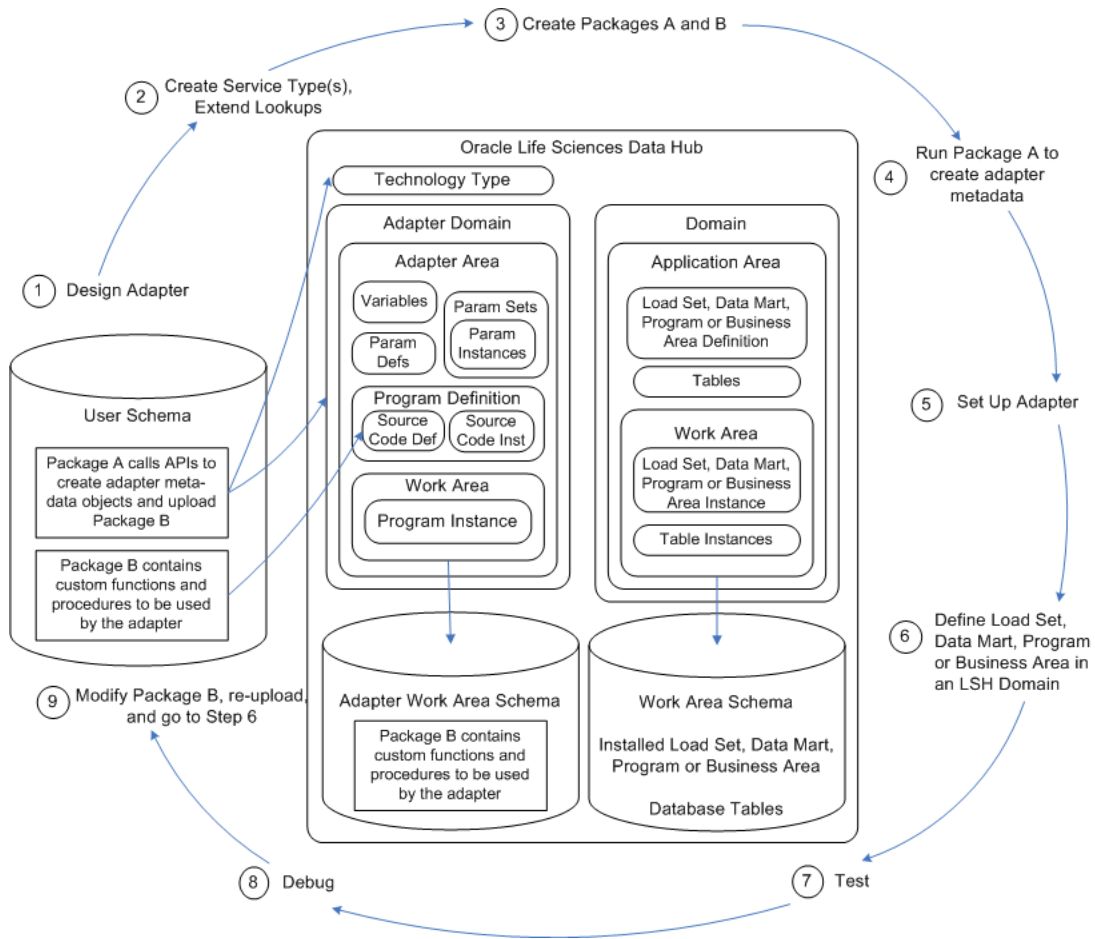 3 Create Packages A and B
2 Create Service Type(s),
Extend Lookups
4 Run Package A to
create adapter
metadata
1 Design Adapter
5 Set Up Adapter
6 Define Load Set,
Data Mart, Program
or Business Area in
an LSH Domain
7 Test
8 Debug
9 Modify Package B, re-upload,
and go to Step 6
User Schema
Package A calls APIs to
create adapter meta-
data objects and upload
Package B
Package B contains
custom functions and
procedures to be used
by the adapter
Oracle Life Sciences Data Hub
Technology Type
Adapter Domain
Adapter Area
Variables
Param Sets
Param
Instances
Param
Defs
Program Definition
Source
Code Def
Source
Code Inst
Work Area
Program Instance
Domain
Application Area
Load Set, Data Mart,
Program or Business
Area Definition
Tables
Work Area
Load Set, Data Mart,
Program or Business
Area Instance
Table Instances
Adapter Work Area Schema
Package B contains
custom functions and
procedures to be used
by the adapter
Work Area Schema
Installed Load Set, Data Mart,
Program or Business Area
Database Tables